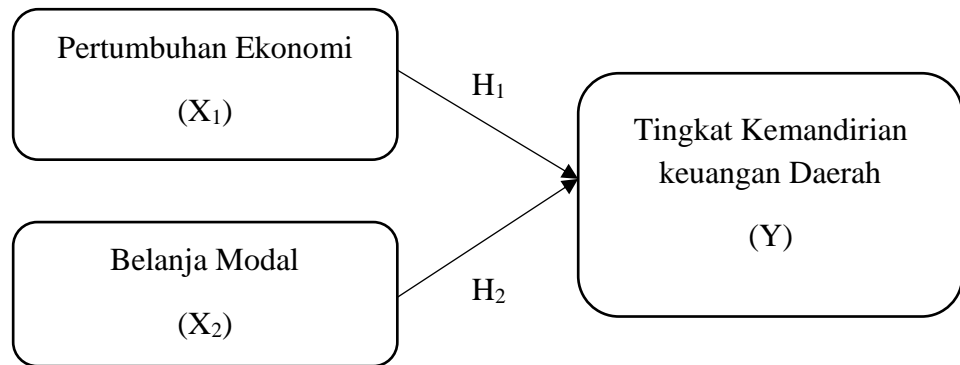 Pertumbuhan Ekonomi
(X₁)
H₁
Tingkat Kemandirian
keuangan Daerah
(Y)
Belanja Modal
(X₂)
H₂